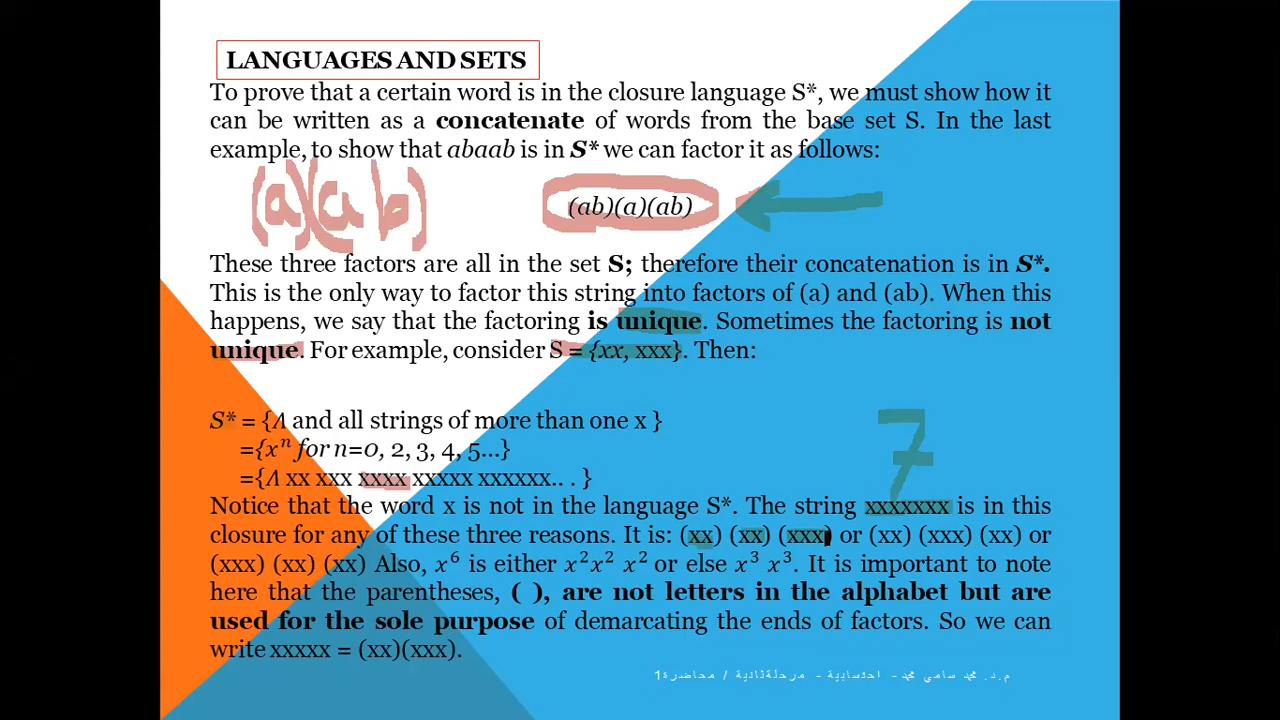 LANGUAGES AND SETS
To prove that a certain word is in the closure language S*, we must show how it
can be written as a concatenate of words from the base set S. In the last
example, to show that abaab is in S* we can factor it as follows:
(a)(ab) (ab)(a)(ab)
These three factors are all in the set S; therefore their concatenation is in S*.
This is the only way to factor this string into factors of (a) and (ab). When this
happens, we say that the factoring is unique. Sometimes the factoring is not
unique. For example, consider S = {xx, xxx}. Then:
S* = {Λ and all strings of more than one x }
={xⁿ for n=0, 2, 3, 4, 5...}
7
={Λ xx xxx xxxx xxxxx xxxxxx.. . }
Notice that the word x is not in the language S*. The string xxxxxxx is in this
closure for any of these three reasons. It is: (xx) (xx) (xxx) or (xx) (xxx) (xx) or
(xxx) (xx) (xx) Also, x⁶ is either x²x² x² or else x³ x³. It is important to note
here that the parentheses, ( ), are not letters in the alphabet but are
used for the sole purpose of demarcating the ends of factors. So we can
write xxxxx = (xx)(xxx).
م.د. محمد سامي محمد - احتسابية - مرحلة ثانية / محاضرة 1